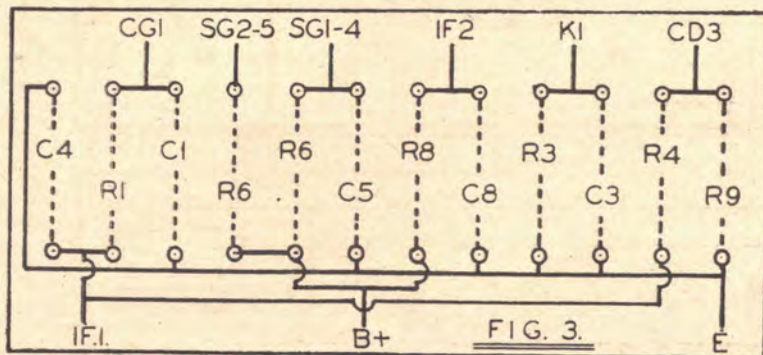 CG1 SG2-5 SG1-4 IF2 K1 CD3
C4 R1 C1 R6 R6 C5 R8 C8 R3 C3 R4 R9
IF.1. B+ FIG. 3. E